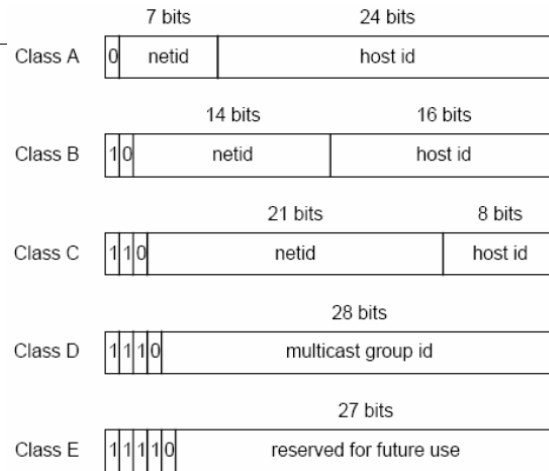 7 bits 24 bits
Class A 0 netid host id
14 bits 16 bits
Class B 1 0 netid host id
21 bits 8 bits
Class C 1 1 0 netid host id
28 bits
Class D 1 1 1 0 multicast group id
27 bits
Class E 1 1 1 1 0 reserved for future use